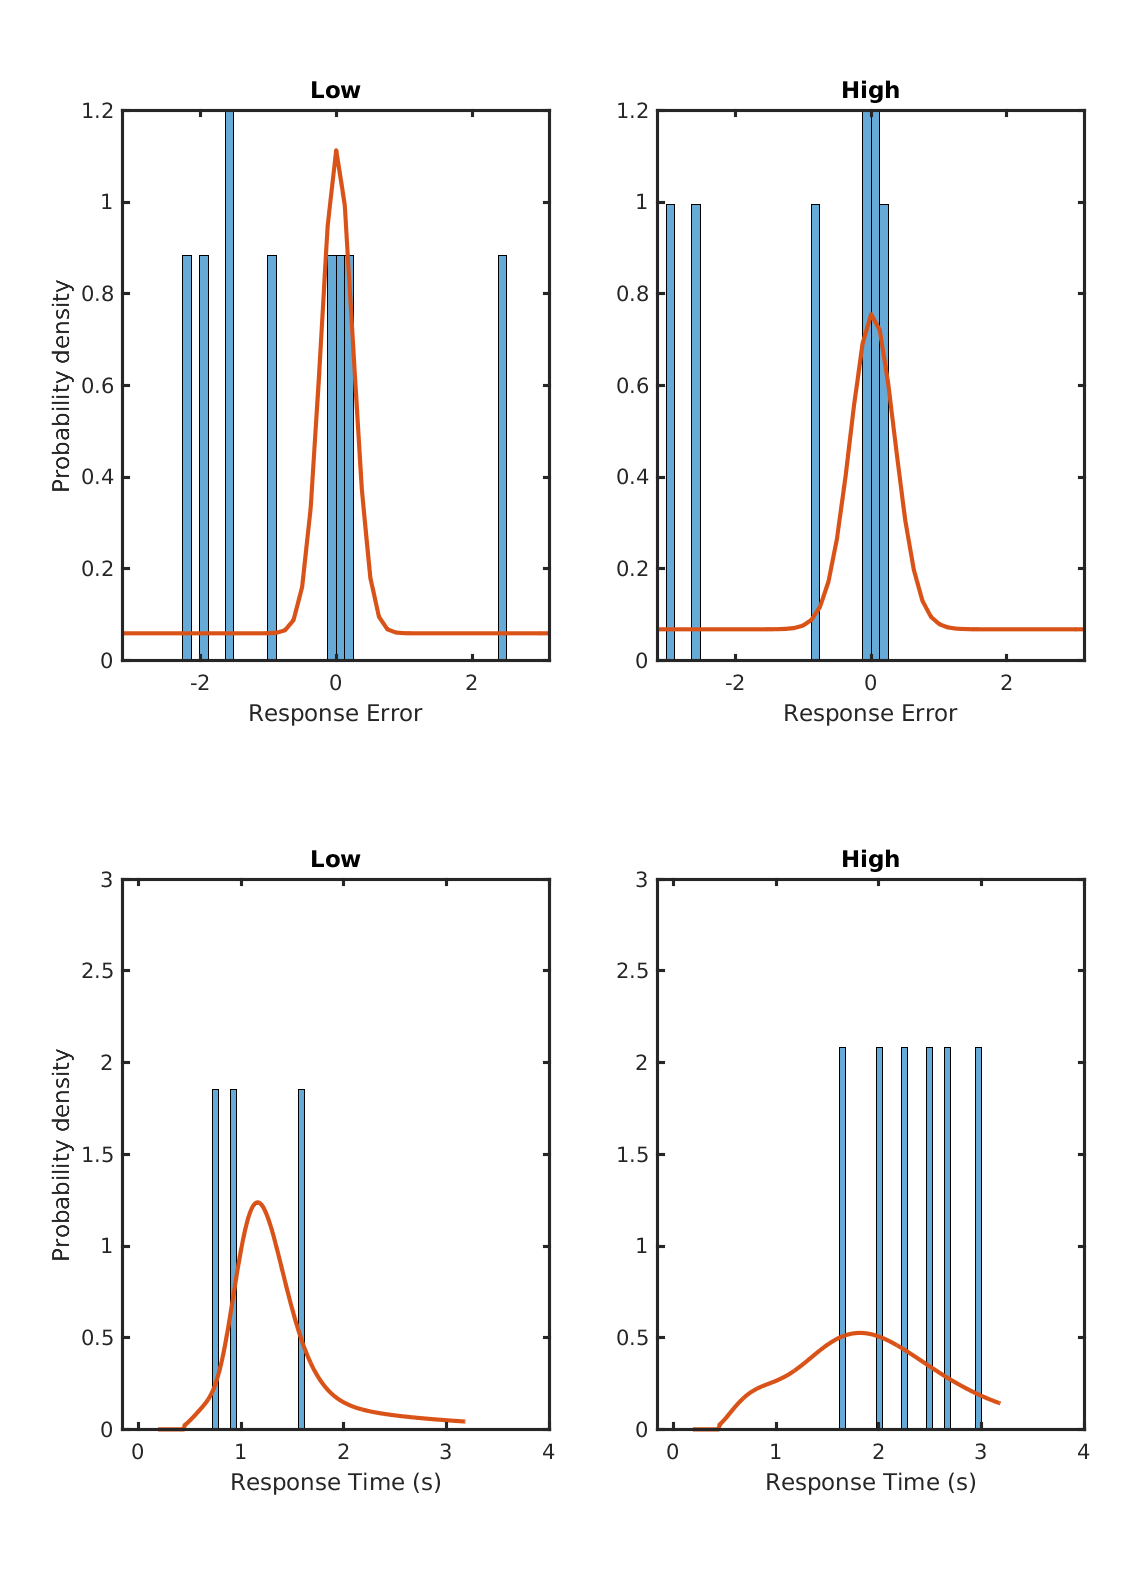 Low High
1.2 1.2
1 1
0.8 0.8
0.6 0.6
0.4 0.4
0.2 0.2
0 0
Probability density
-2 0 2 -2 0 2
Response Error Response Error
Low High
3 3
2.5 2.5
2 2
1.5 1.5
1 1
0.5 0.5
0 0
Probability density
0 1 2 3 4 0 1 2 3 4
Response Time (s) Response Time (s)